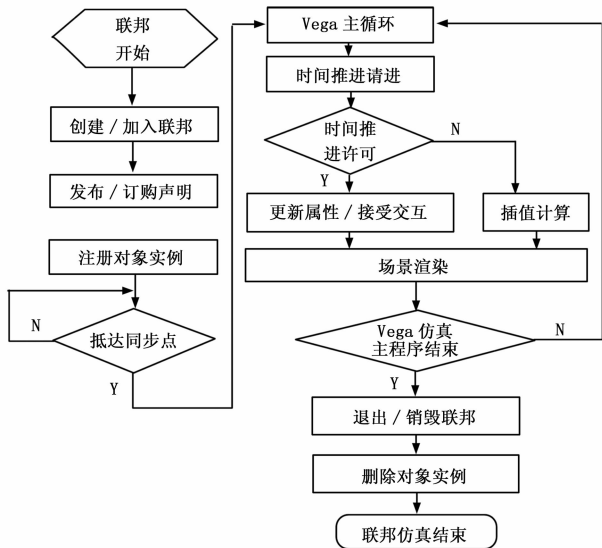 联邦
开始
创建/加入联邦
发布/订购声明
注册对象实例
N
抵达同步点
Y
Vega 主循环
时间推进请进
时间推
进许可
N
Y
更新属性/接受交互
插值计算
场景渲染
Vega 仿真
主程序结束
N
Y
退出/销毁联邦
删除对象实例
联邦仿真结束